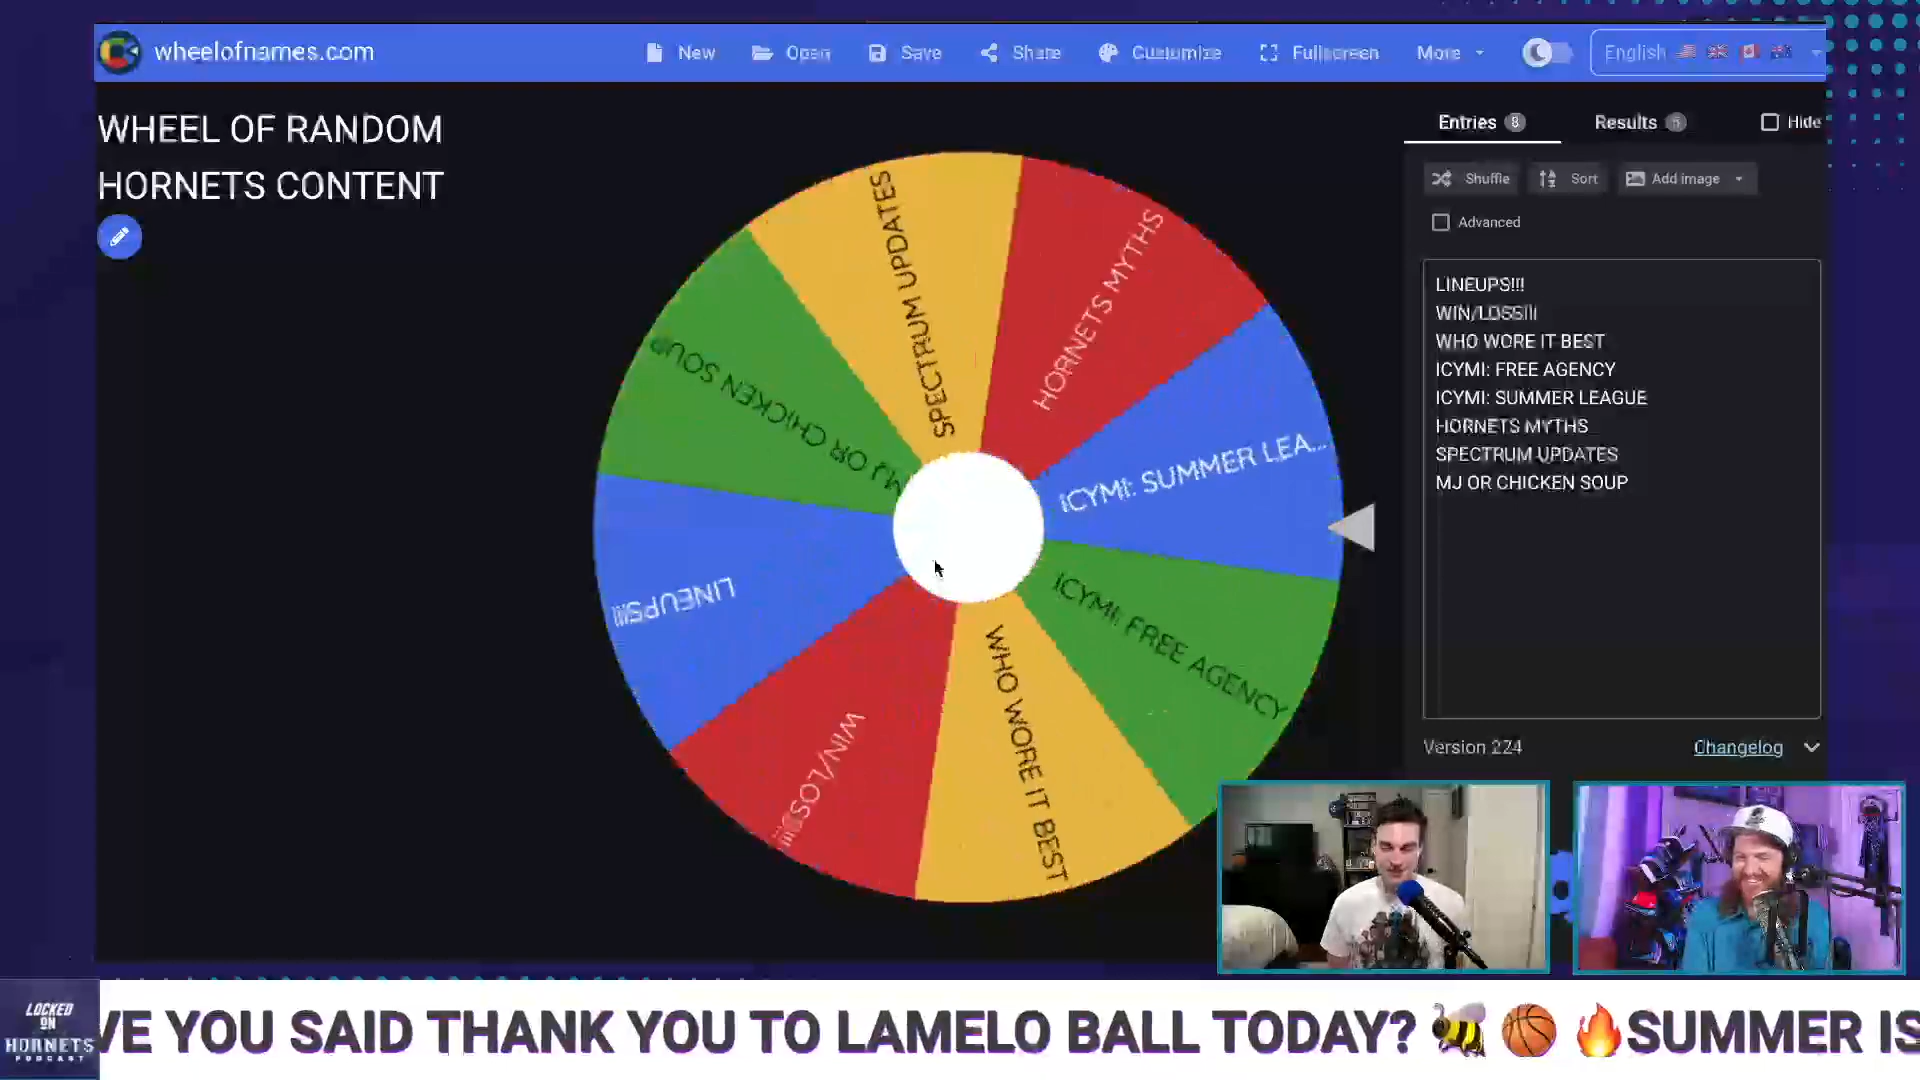 wheelofnames.com
New
Open
Save
Share
Customize
Fullscreen
More
English
WHEEL OF RANDOM
HORNETS CONTENT
Entries 8
Results 5
Hide
Shuffle
Sort
Add image
Advanced
LINEUPS!!!
WIN/LOSS!!!
WHO WORE IT BEST
ICYMI: FREE AGENCY
ICYMI: SUMMER LEAGUE
HORNETS MYTHS
SPECTRUM UPDATES
MJ OR CHICKEN SOUP
Version 224
Changelog
SPECTRUM UPDATES
HORNETS MYTHS
ICYMI: SUMMER LEA...
ICYMI: FREE AGENCY
WHO WORE IT BEST
WIN/LOSS!!!
LINEUPS!!!
MJ OR CHICKEN SOUP
LOCKED
ON
HORNETS
PODCAST
VE YOU SAID THANK YOU TO LAMELO BALL TODAY? 🐝 🏀 🔥SUMMER IS